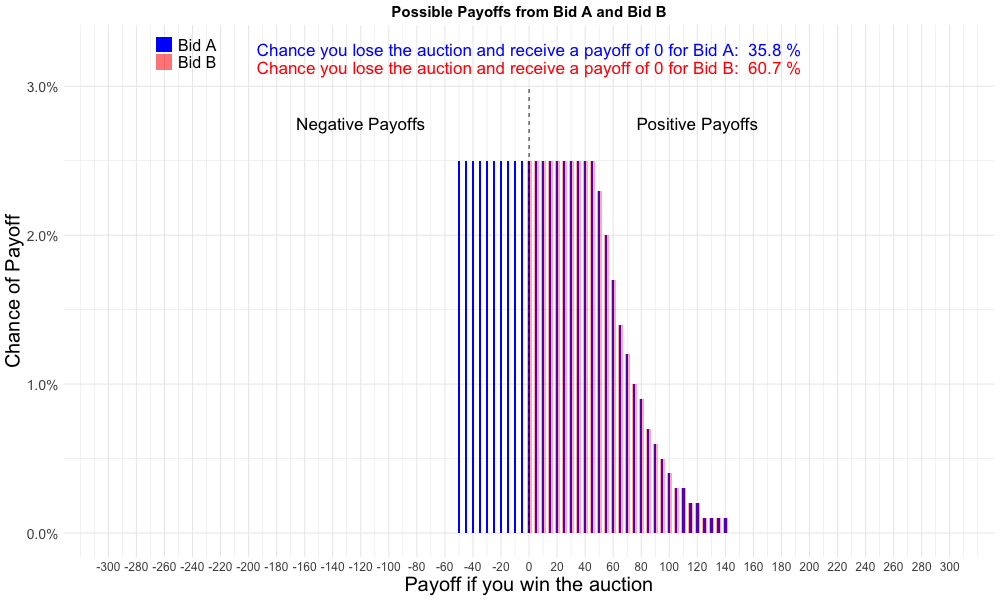 Possible Payoffs from Bid A and Bid B
Bid A
Bid B
Chance you lose the auction and receive a payoff of 0 for Bid A: 35.8 %
Chance you lose the auction and receive a payoff of 0 for Bid B: 60.7 %
Negative Payoffs
Positive Payoffs
Chance of Payoff
3.0%
2.0%
1.0%
0.0%
-300 -280 -260 -240 -220 -200 -180 -160 -140 -120 -100 -80 -60 -40 -20 0 20 40 60 80 100 120 140 160 180 200 220 240 260 280 300
Payoff if you win the auction